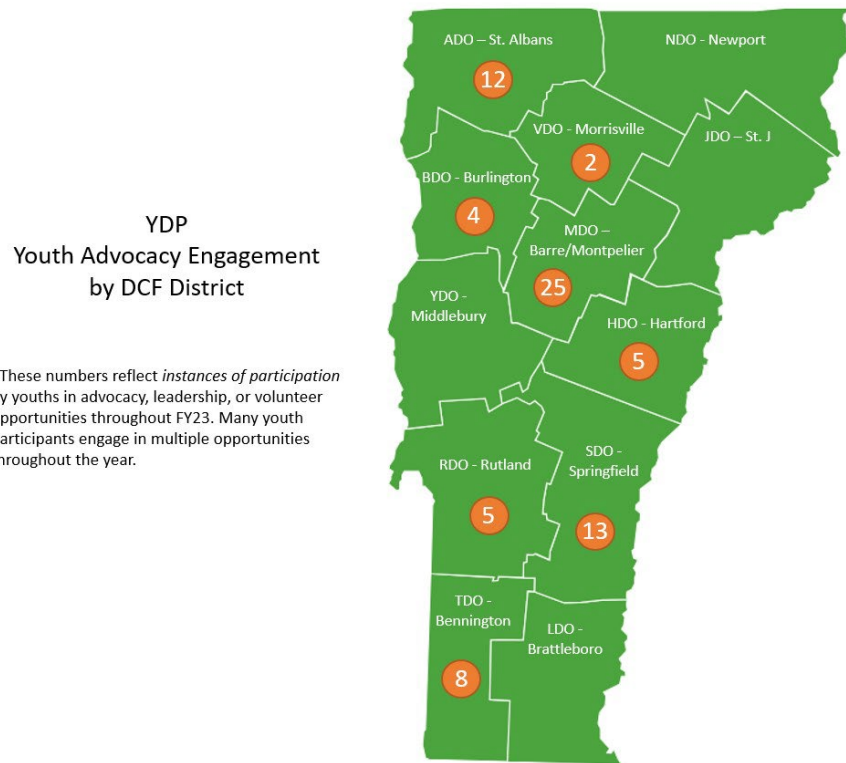 YDP
Youth Advocacy Engagement
by DCF District
These numbers reflect instances of participation
y youths in advocacy, leadership, or volunteer
pportunities throughout FY23. Many youth
articipants engage in multiple opportunities
hroughout the year.
ADO – St. Albans
12
NDO - Newport
VDO - Morrisville
2
JDO – St. J
BDO - Burlington
4
MDO –
Barre/Montpelier
25
YDO -
Middlebury
HDO - Hartford
5
RDO - Rutland
5
SDO -
Springfield
13
TDO -
Bennington
8
LDO -
Brattleboro